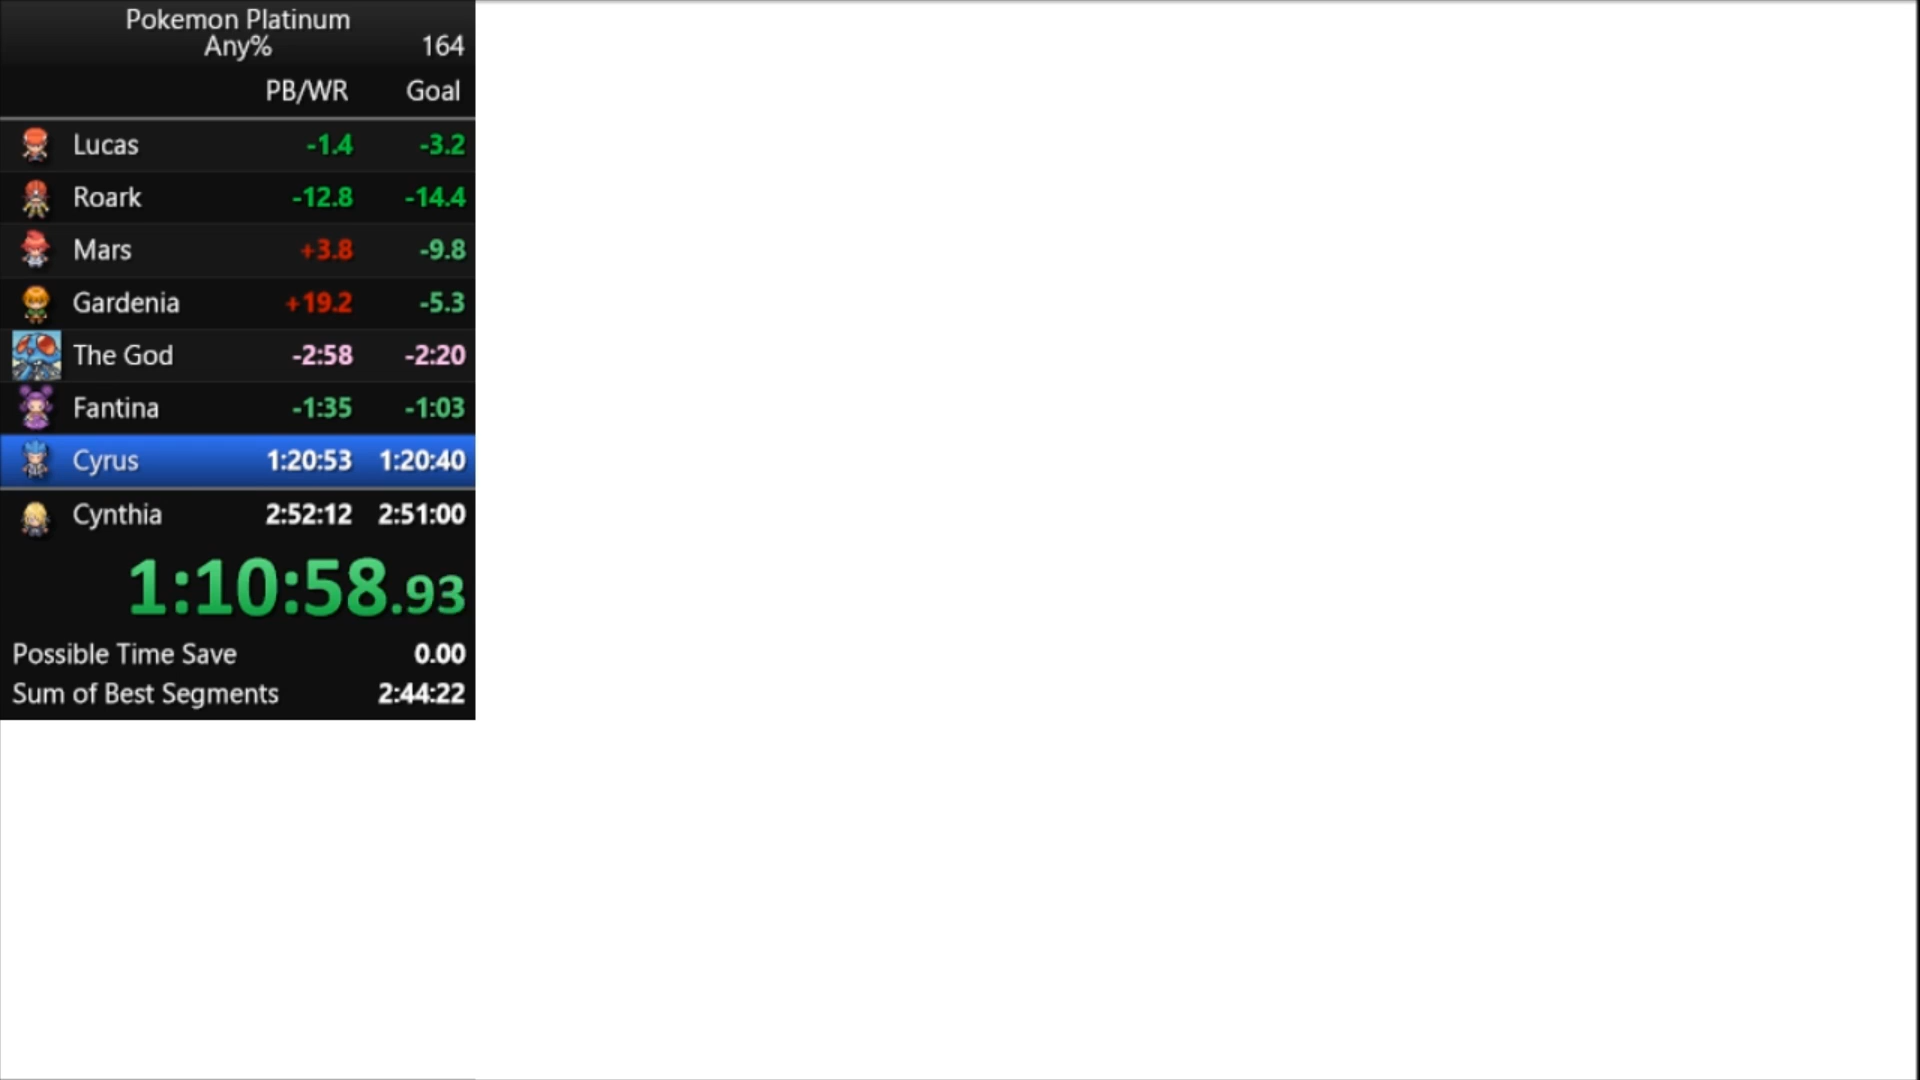 Pokemon Platinum
Any% 164
PB/WR Goal
Lucas -1.4 -3.2
Roark -12.8 -14.4
Mars +3.8 -9.8
Gardenia +19.2 -5.3
The God -2:58 -2:20
Fantina -1:35 -1:03
Cyrus 1:20:53 1:20:40
Cynthia 2:52:12 2:51:00
1:10:58.93
Possible Time Save 0.00
Sum of Best Segments 2:44:22